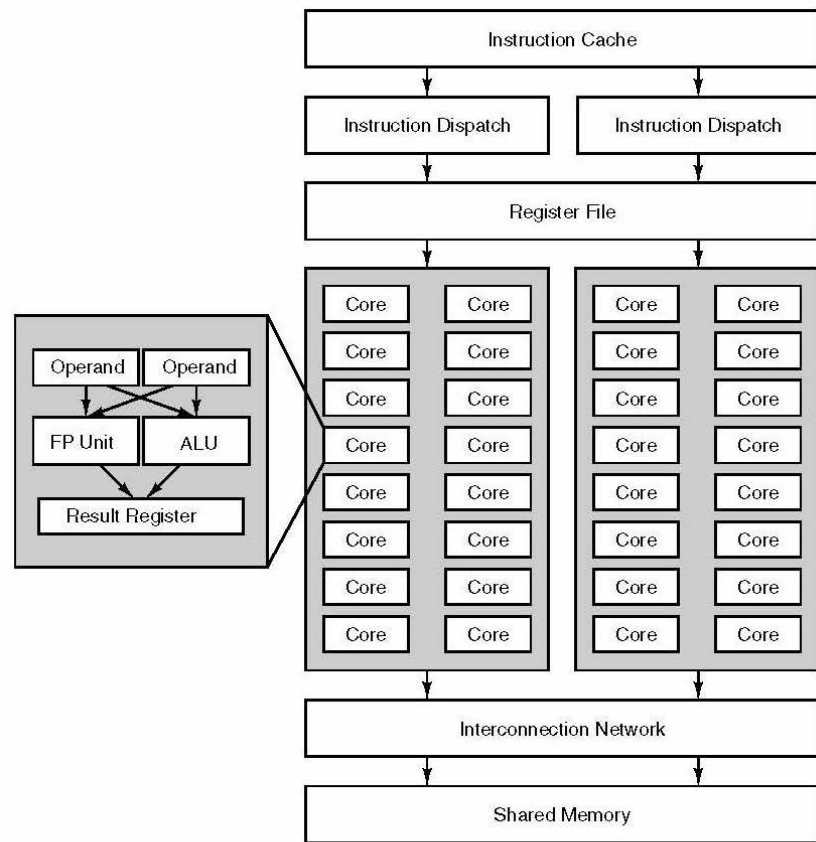 Instruction Cache
Instruction Dispatch
Instruction Dispatch
Register File
Core Core Core Core
Core Core Core Core
Core Core Core Core
Core Core Core Core
Core Core Core Core
Core Core Core Core
Core Core Core Core
Core Core Core Core
Operand Operand
FP Unit ALU
Result Register
Interconnection Network
Shared Memory